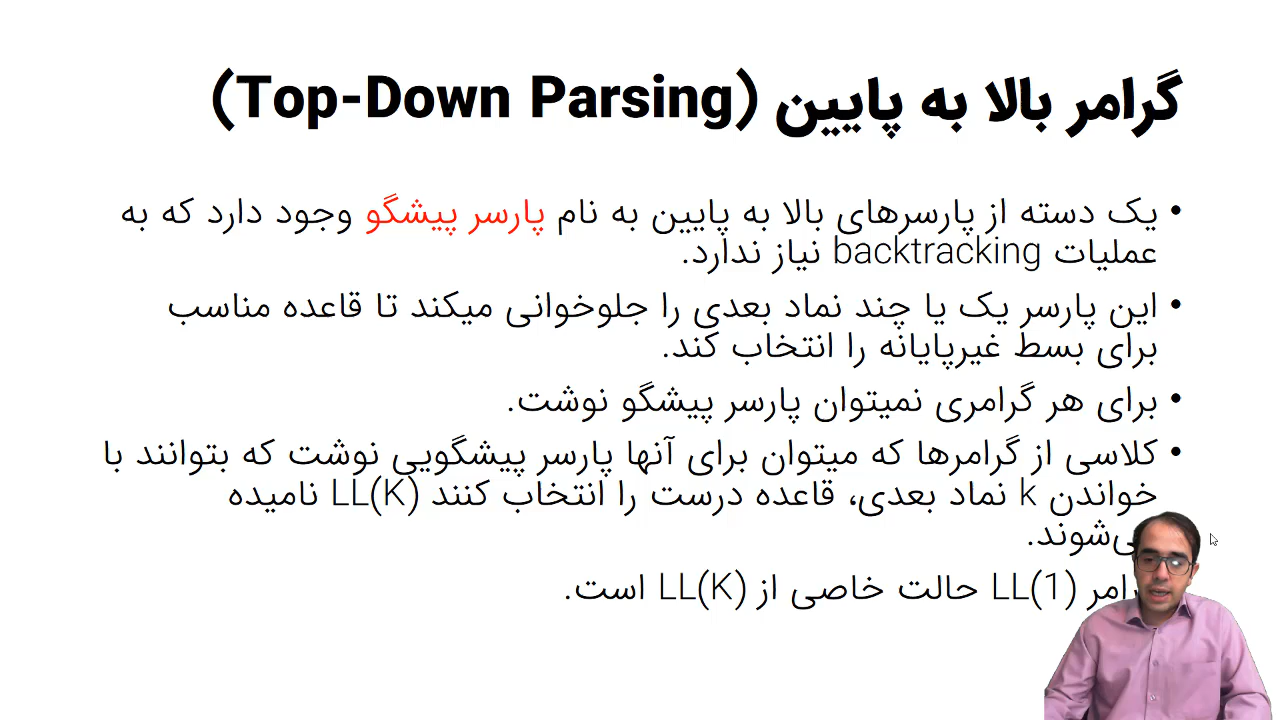 گرامر بالا به پایین (Top-Down Parsing)
• یک دسته از پارسرهای بالا به پایین به نام پارسر پیشگو وجود دارد که به
عملیات backtracking نیاز ندارد.
• این پارسر یک یا چند نماد بعدی را جلوخوانی میکند تا قاعده مناسب
برای بسط غیرپایانه را انتخاب کند.
• برای هر گرامری نمیتوان پارسر پیشگو نوشت.
• کلاسی از گرامرها که میتوان برای آنها پارسر پیشگویی نوشت که بتوانند با
خواندن k نماد بعدی، قاعده درست را انتخاب کنند LL(K) نامیده
می‌شوند.
گرامر LL(1) حالت خاصی از LL(K) است.